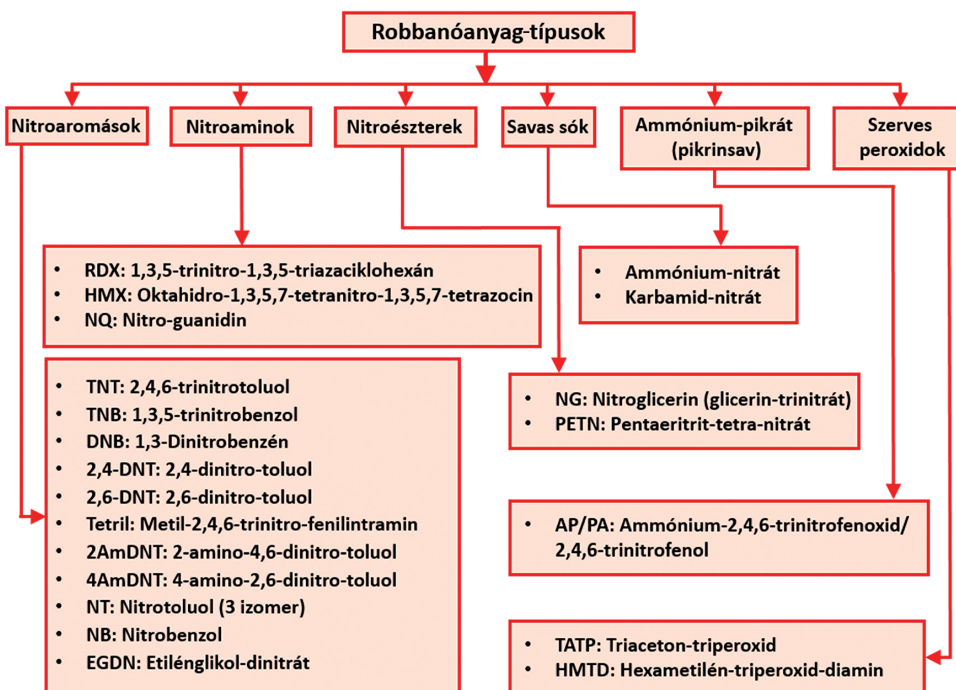 Robbanóanyag-típusok
Nitroaromások
Nitroaminok
Nitroészterek
Savas sók
Ammónium-pikrát
(pikrinsav)
Szerves
peroxidok
• RDX: 1,3,5-trinitro-1,3,5-triazaciklohexán
• HMX: Oktahidro-1,3,5,7-tetranitro-1,3,5,7-tetrazocin
• NQ: Nitro-guanidin
• Ammónium-nitrát
• Karbamid-nitrát
• TNT: 2,4,6-trinitrotoluol
• TNB: 1,3,5-trinitrobenzol
• DNB: 1,3-Dinitrobenzén
• 2,4-DNT: 2,4-dinitro-toluol
• 2,6-DNT: 2,6-dinitro-toluol
• Tetril: Metil-2,4,6-trinitro-fenilintramin
• 2AmDNT: 2-amino-4,6-dinitro-toluol
• 4AmDNT: 4-amino-2,6-dinitro-toluol
• NT: Nitrotoluol (3 izomer)
• NB: Nitrobenzol
• EGDN: Etilénglikol-dinitrát
• NG: Nitroglicerin (glicerin-trinitrát)
• PETN: Pentaeritrit-tetra-nitrát
• AP/PA: Ammónium-2,4,6-trinitrofenoxid/
2,4,6-trinitrofenol
• TATP: Triaceton-triperoxid
• HMTD: Hexametilén-triperoxid-diamin